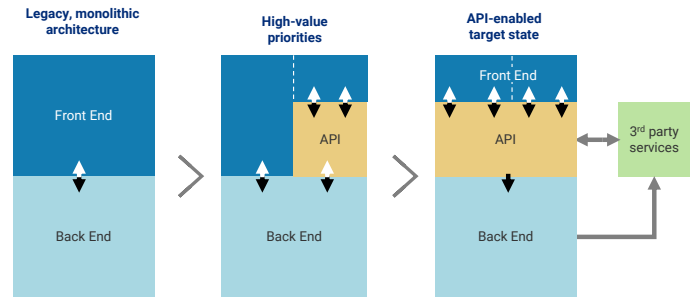 Legacy, monolithic
architecture
High-value
priorities
API-enabled
target state
Front End
Back End
API
Back End
Front End
API
Back End
3rd party
services